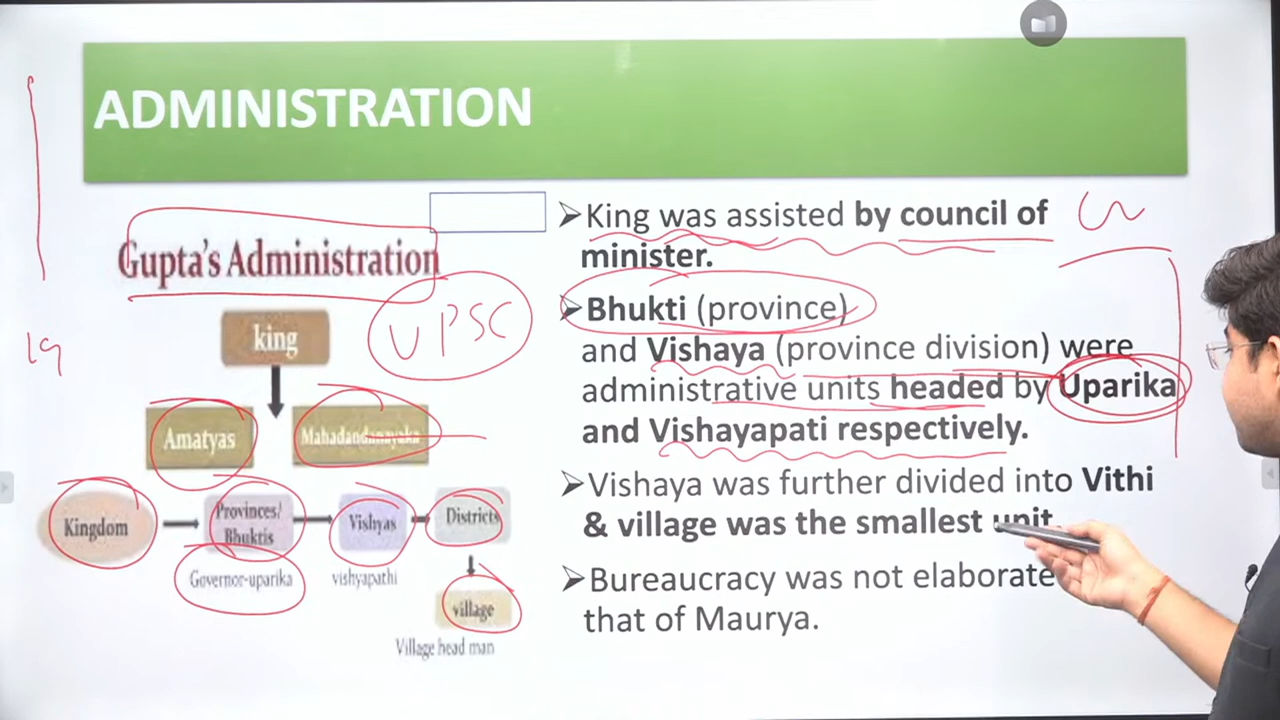 ADMINISTRATION
Gupta's Administration
UPSC
king
Amatyas
Mahadandanayaka
Kingdom
Provinces/
Bhuktis
Vishyas
Districts
Governor-uparika
vishyapathi
village
Village head man
19
➢King was assisted by council of
minister.
➢Bhukti (province)
and Vishaya (province division) were
administrative units headed by Uparika
and Vishayapati respectively.
➢Vishaya was further divided into Vithi
& village was the smallest unit
➢Bureaucracy was not elaborate
that of Maurya.